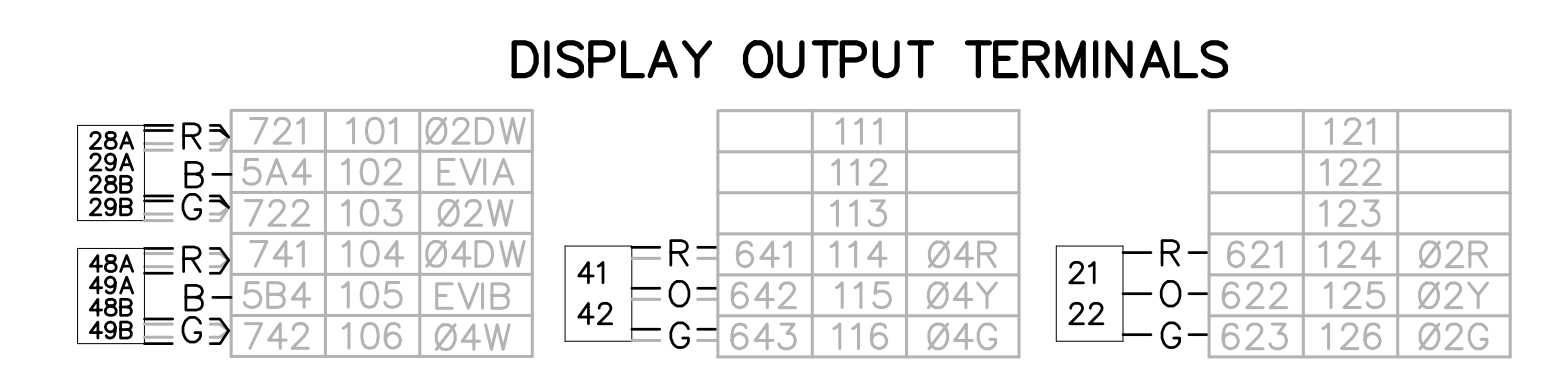 DISPLAY OUTPUT TERMINALS
28A
29A
28B
29B
R 721 101 Ø2DW
B 5A4 102 EVIA
G 722 103 Ø2W
48A
49A
48B
49B
R 741 104 Ø4DW
B 5B4 105 EVIB
G 742 106 Ø4W
111
112
113
41
42
R 641 114 Ø4R
O 642 115 Ø4Y
G 643 116 Ø4G
121
122
123
21
22
R 621 124 Ø2R
O 622 125 Ø2Y
G 623 126 Ø2G